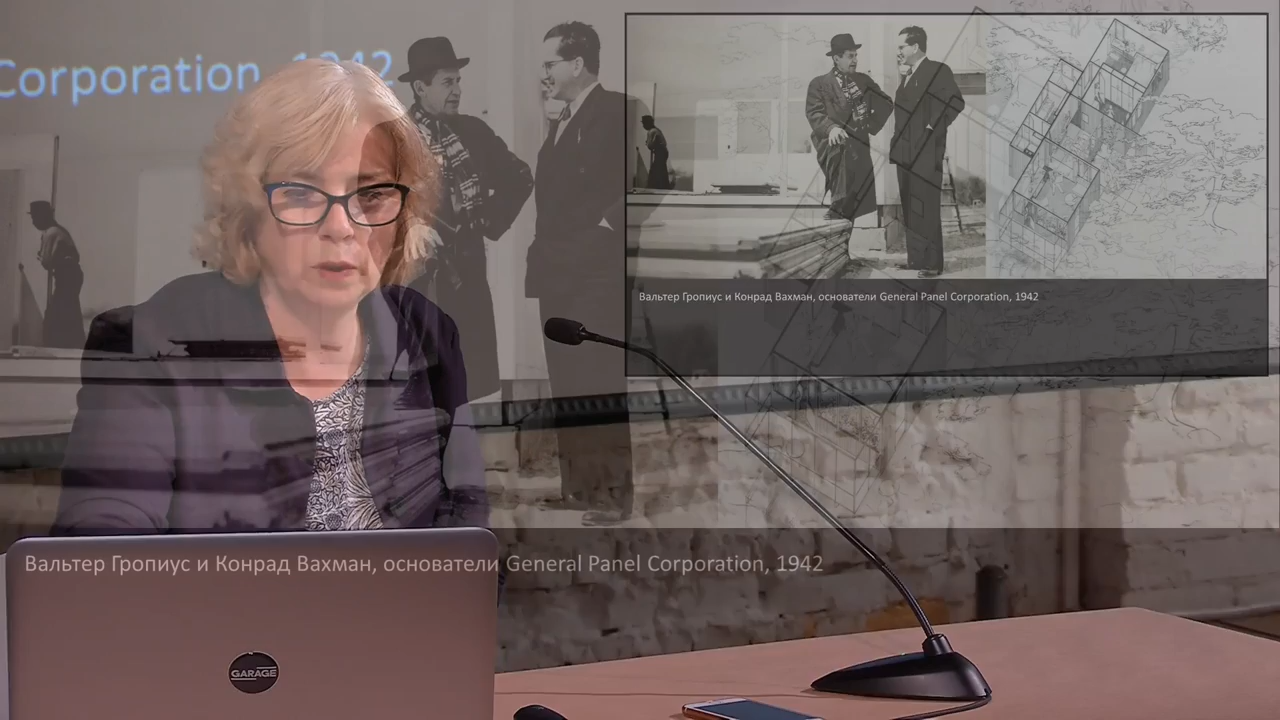 Corporation, 1942
Вальтер Гропиус и Конрад Вахман, основатели General Panel Corporation, 1942
Вальтер Гропиус и Конрад Вахман, основатели General Panel Corporation, 1942
GARAGE